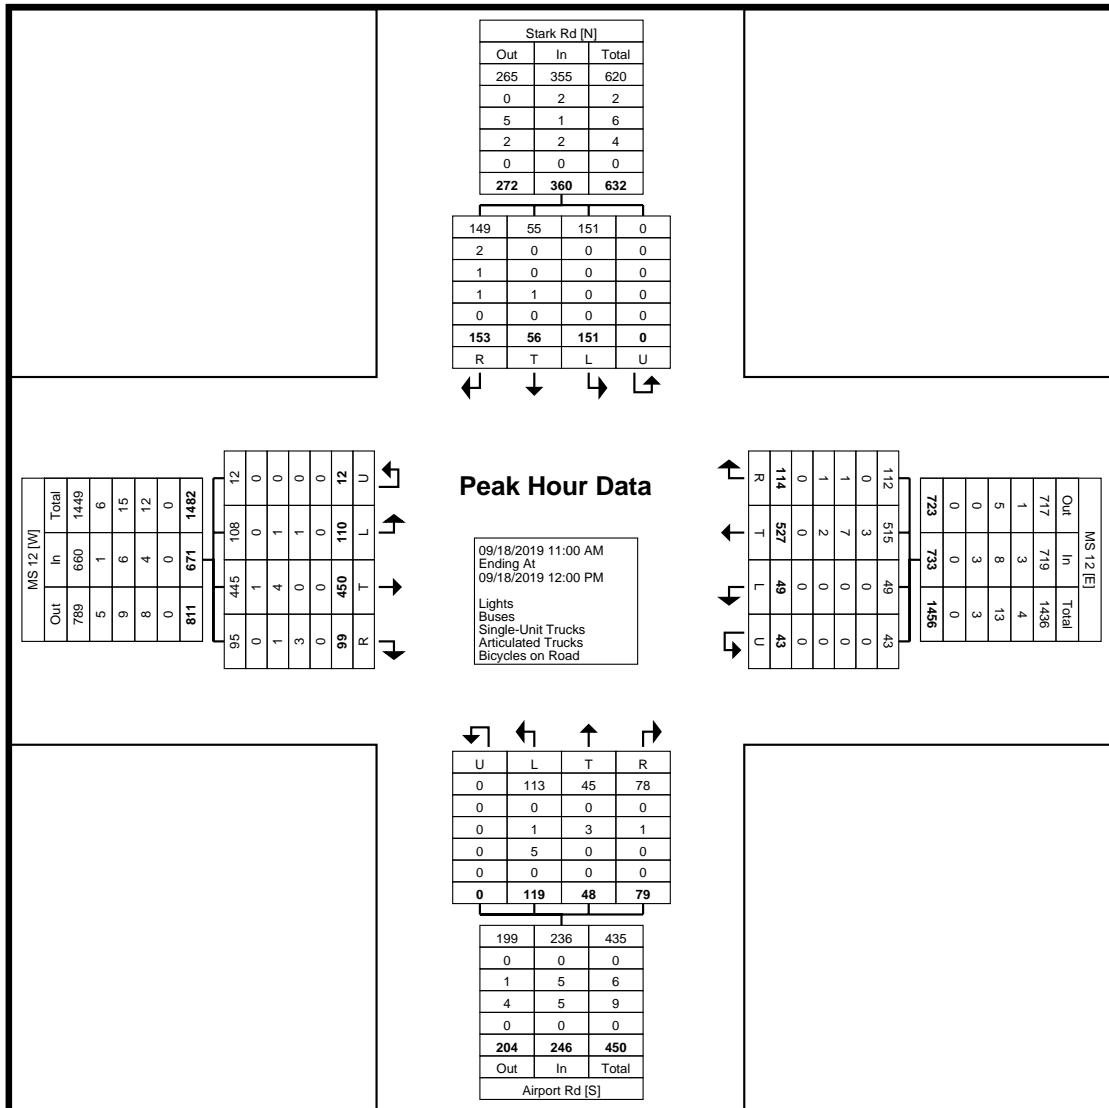 Stark Rd [N]
Out In Total
265 355 620
0 2 2
5 1 6
2 2 4
0 0 0
272 360 632
149 55 151 0
2 0 0 0
1 0 0 0
1 1 0 0
0 0 0 0
153 56 151 0
R T L U
MS 12 [W]
Total In Out
1449 660 789
6 1 5
15 6 9
12 4 8
0 0 0
1482 671 811
12 108 445 95
0 0 1 0
0 1 4 1
0 1 0 3
0 0 0 0
12 110 450 99
U L T R
Peak Hour Data
09/18/2019 11:00 AM
Ending At
09/18/2019 12:00 PM
Lights
Buses
Single-Unit Trucks
Articulated Trucks
Bicycles on Road
MS 12 [E]
Out In Total
717 719 1436
1 3 4
5 8 13
0 3 3
0 0 0
723 733 1456
112 515 49 43
0 3 0 0
1 7 0 0
1 2 0 0
0 0 0 0
114 527 49 43
R T L U
U L T R
0 113 45 78
0 0 0 0
0 1 3 1
0 5 0 0
0 0 0 0
0 119 48 79
199 236 435
0 0 0
1 5 6
4 5 9
0 0 0
204 246 450
Out In Total
Airport Rd [S]